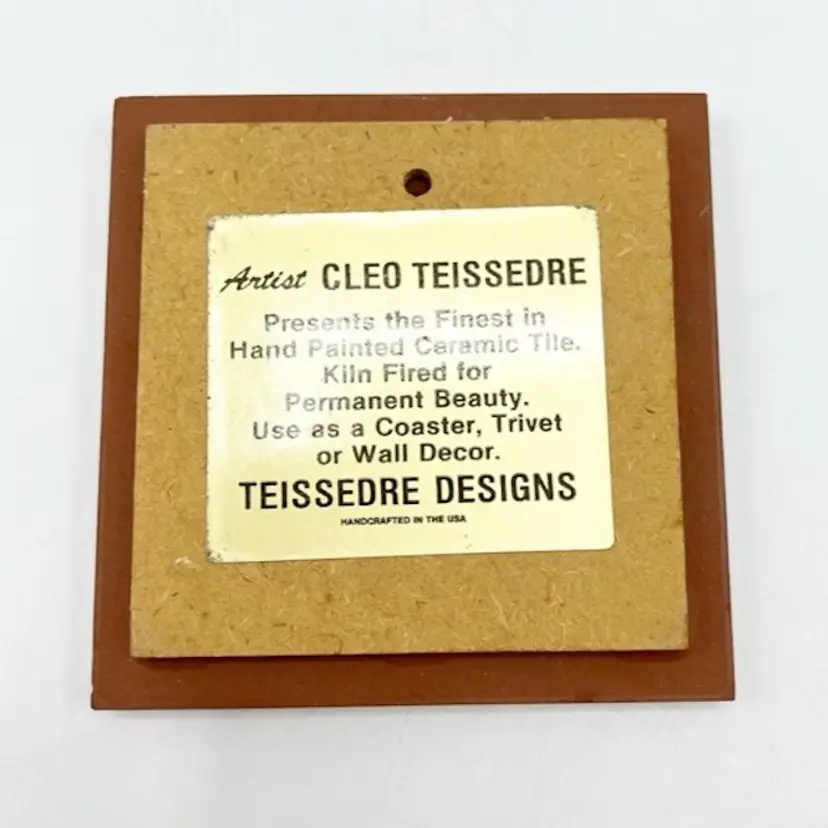 Artist CLEO TEISSEDRE
Presents the Finest in
Hand Painted Ceramic Tile.
Kiln Fired for
Permanent Beauty.
Use as a Coaster, Trivet
or Wall Decor.
TEISSEDRE DESIGNS
HANDCRAFTED IN THE USA